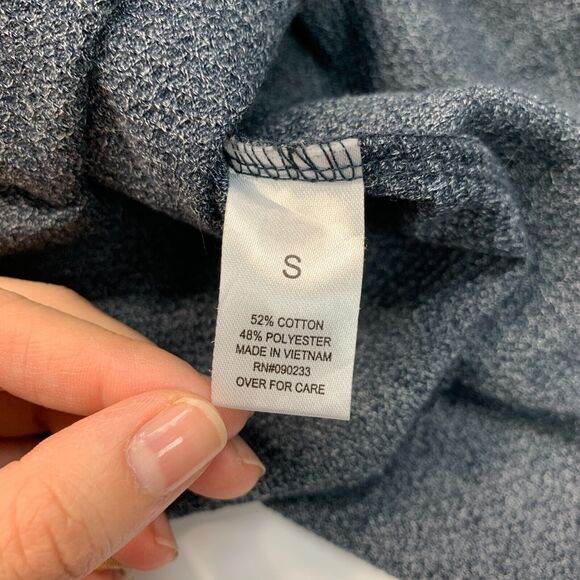 S
52% COTTON
48% POLYESTER
MADE IN VIETNAM
RN#090233
OVER FOR CARE